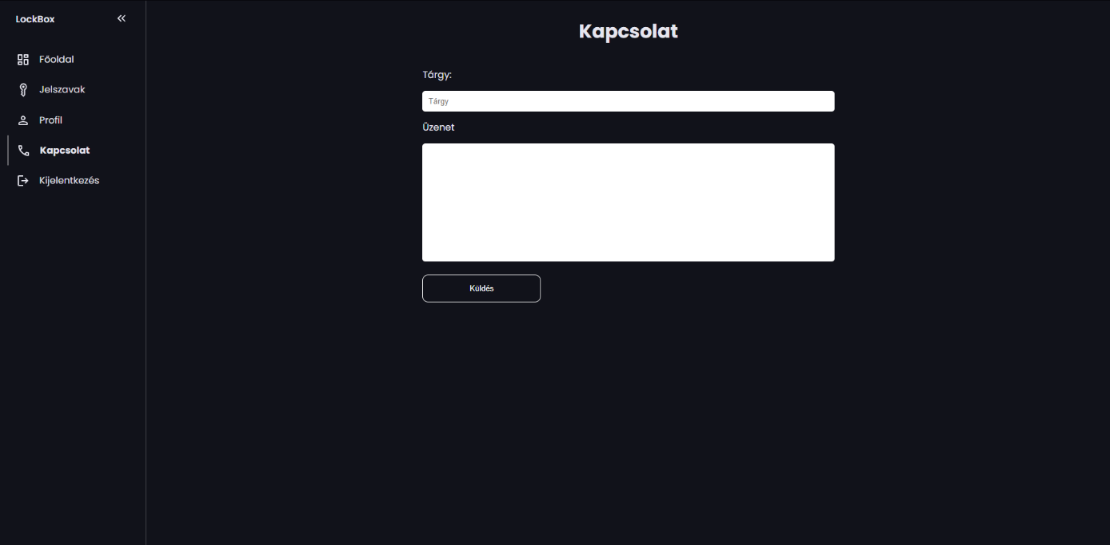 LockBox
Főoldal
Jelszavak
Profil
Kapcsolat
Kijelentkezés
Kapcsolat
Tárgy:
Tárgy
Üzenet
Küldés